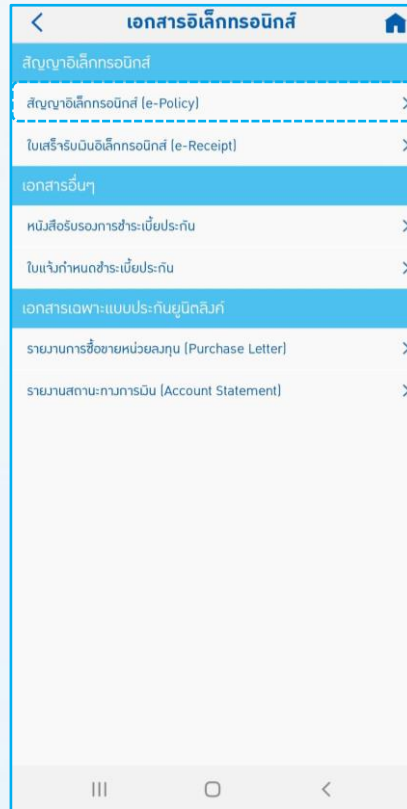 เอกสารอิเล็กทรอนิกส์
สัญญาอิเล็กทรอนิกส์
สัญญาอิเล็กทรอนิกส์ (e-Policy)
ใบเสร็จรับเงินอิเล็กทรอนิกส์ (e-Receipt)
เอกสารอื่นๆ
หนังสือรับรองการชำระเบี้ยประกัน
ใบแจ้งกำหนดชำระเบี้ยประกัน
เอกสารเฉพาะแบบประกันยูนิตลิงค์
รายงานการซื้อขายหน่วยลงทุน (Purchase Letter)
รายงานสถานะทางการเงิน (Account Statement)